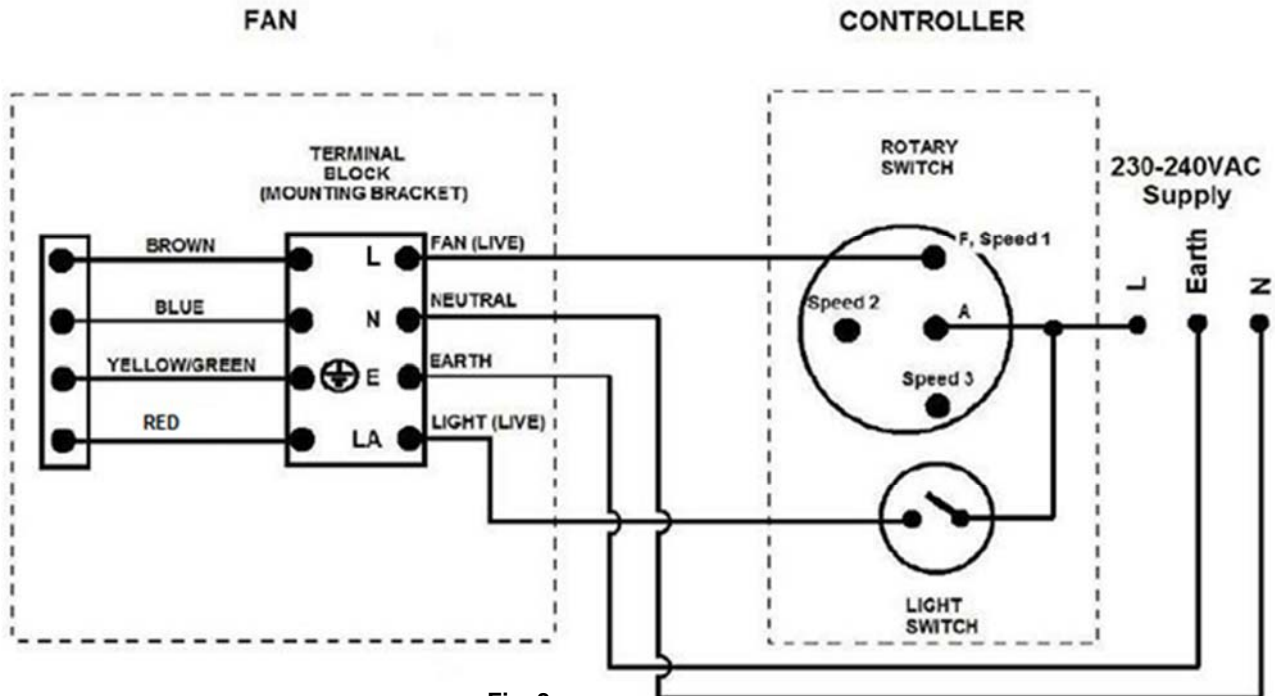 FAN
CONTROLLER
TERMINAL
BLOCK
(MOUNTING BRACKET)
ROTARY
SWITCH
230-240VAC
Supply
BROWN
L
FAN (LIVE)
F, Speed 1
L
Earth
N
BLUE
N
NEUTRAL
Speed 2
A
YELLOW/GREEN
E
EARTH
Speed 3
RED
LA
LIGHT (LIVE)
LIGHT
SWITCH